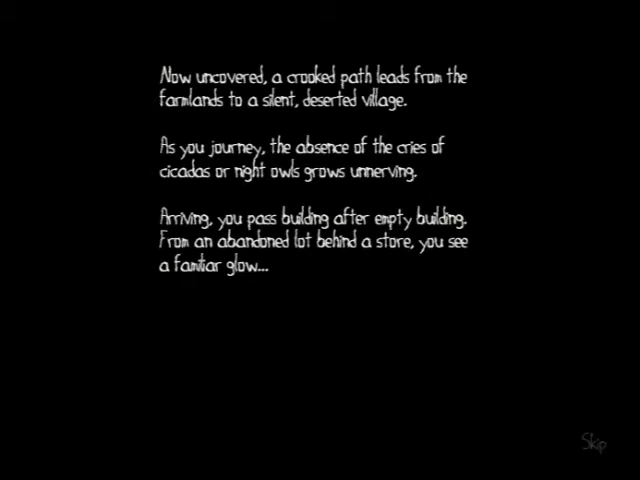 Now uncovered, a crooked path leads from the
farmlands to a silent, deserted village.
As you journey, the absence of the cries of
cicadas or night owls grows unnerving.
Arriving, you pass building after empty building.
From an abandoned lot behind a store, you see
a familiar glow...
Skip